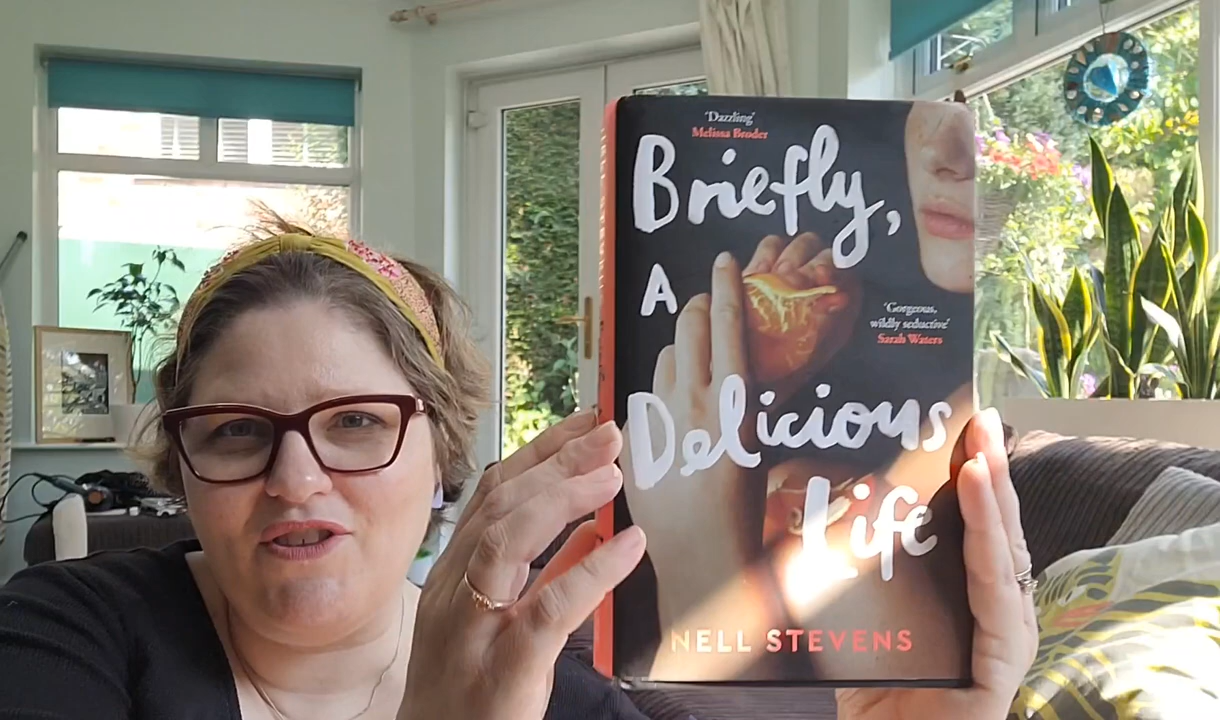 'Dazzling'
Melissa Broder
Briefly,
A
'Gorgeous,
wildly seductive'
Sarah Waters
Delicious
Life
NELL STEVENS